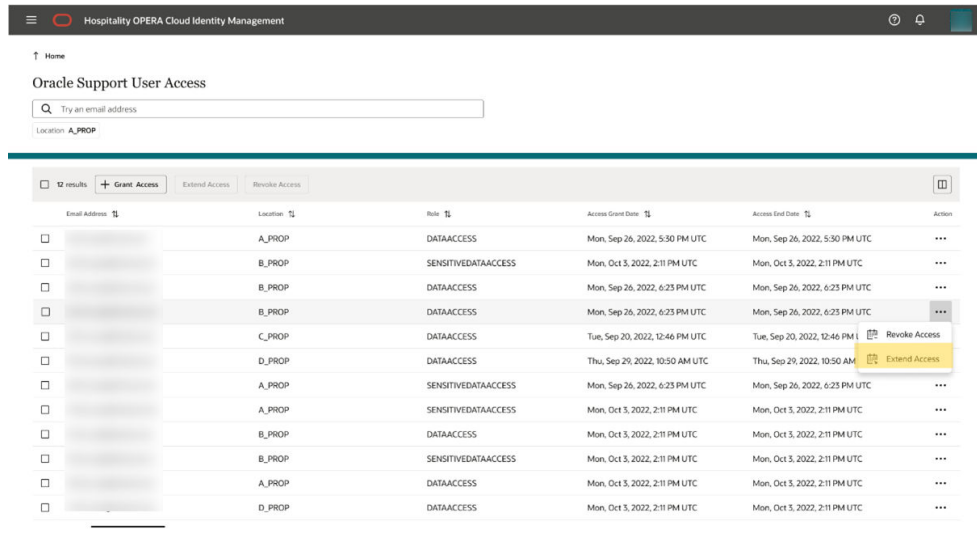 Hospitality OPERA Cloud Identity Management
Home
Oracle Support User Access
Try an email address
Location A_PROP
12 results + Grant Access Extend Access Revoke Access
Email Address Location Role Access Grant Date Access End Date Action
A_PROP DATAACCESS Mon, Sep 26, 2022, 5:30 PM UTC Mon, Sep 26, 2022, 5:30 PM UTC
B_PROP SENSITIVEDATAACCESS Mon, Oct 3, 2022, 2:11 PM UTC Mon, Oct 3, 2022, 2:11 PM UTC
B_PROP DATAACCESS Mon, Sep 26, 2022, 6:23 PM UTC Mon, Sep 26, 2022, 6:23 PM UTC
B_PROP DATAACCESS Mon, Sep 26, 2022, 6:23 PM UTC Mon, Sep 26, 2022, 6:23 PM UTC
C_PROP DATAACCESS Tue, Sep 20, 2022, 12:46 PM UTC Tue, Sep 20, 2022, 12:46 PM Revoke Access
D_PROP DATAACCESS Thu, Sep 29, 2022, 10:50 AM UTC Thu, Sep 29, 2022, 10:50 AM Extend Access
A_PROP SENSITIVEDATAACCESS Mon, Sep 26, 2022, 6:23 PM UTC Mon, Sep 26, 2022, 6:23 PM UTC
A_PROP SENSITIVEDATAACCESS Mon, Oct 3, 2022, 2:11 PM UTC Mon, Oct 3, 2022, 2:11 PM UTC
B_PROP DATAACCESS Mon, Oct 3, 2022, 2:11 PM UTC Mon, Oct 3, 2022, 2:11 PM UTC
B_PROP SENSITIVEDATAACCESS Mon, Oct 3, 2022, 2:11 PM UTC Mon, Oct 3, 2022, 2:11 PM UTC
A_PROP DATAACCESS Mon, Oct 3, 2022, 2:11 PM UTC Mon, Oct 3, 2022, 2:11 PM UTC
D_PROP DATAACCESS Mon, Oct 3, 2022, 2:11 PM UTC Mon, Oct 3, 2022, 2:11 PM UTC